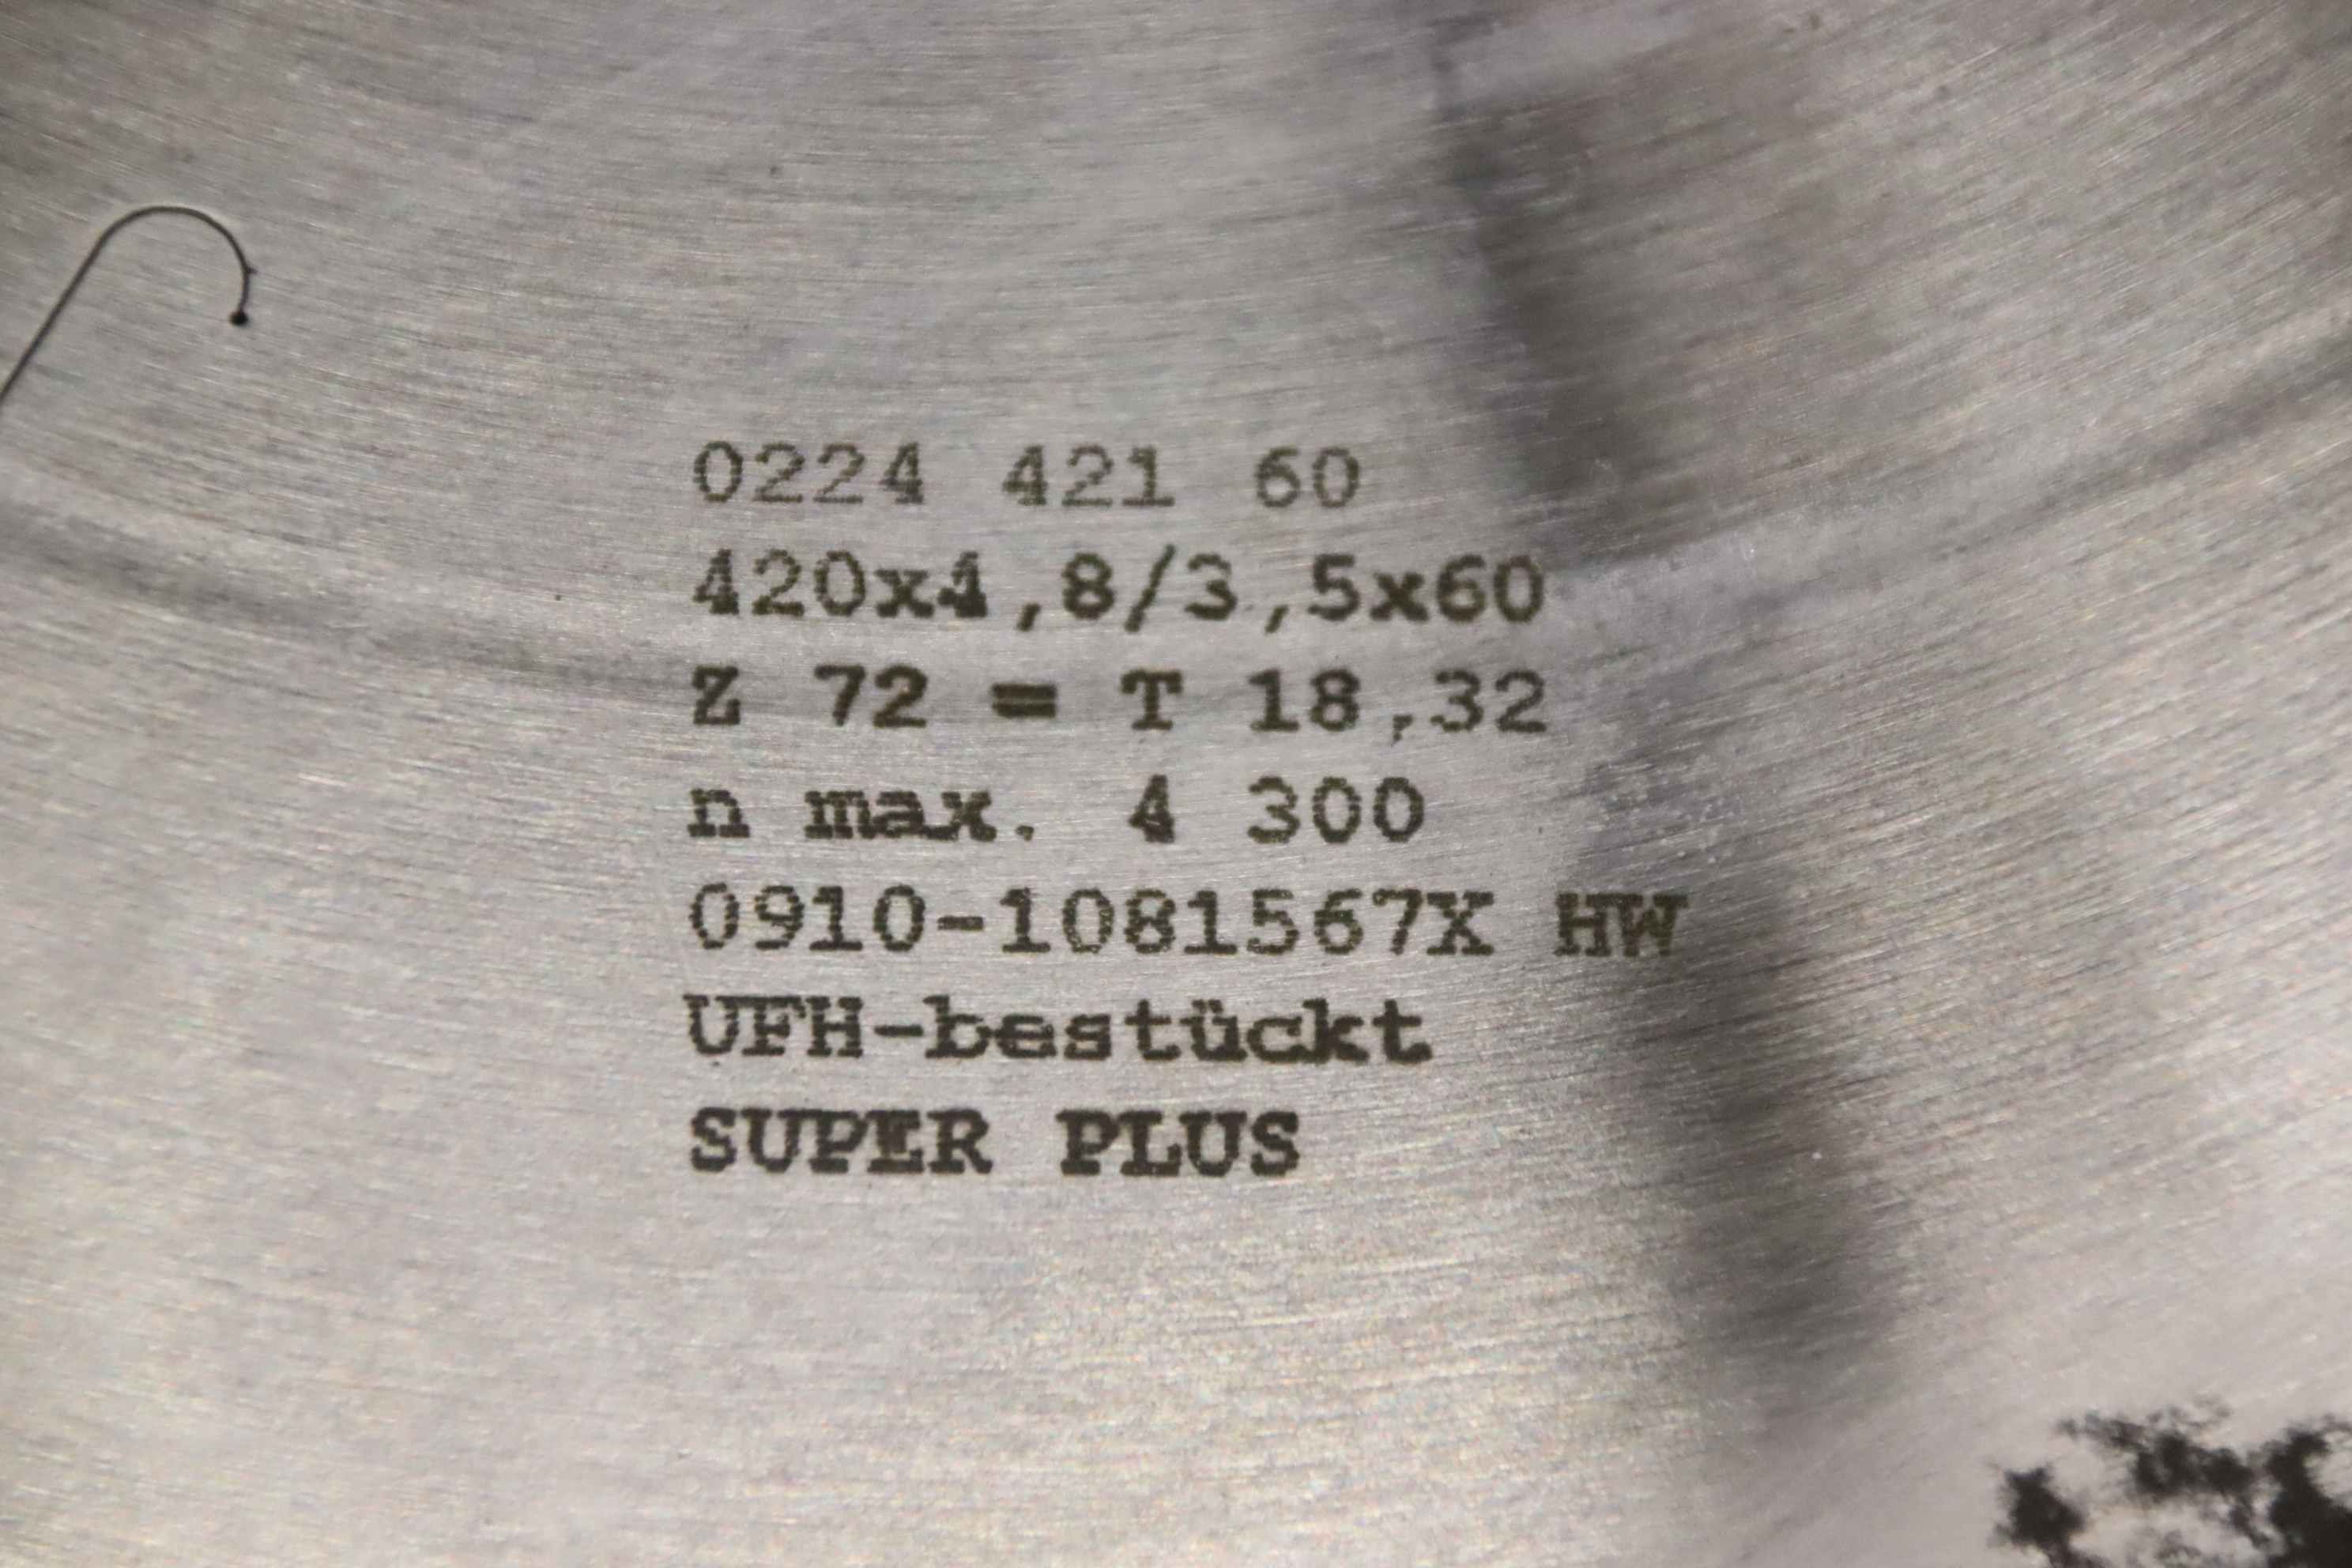 0224 421 60
420x4,8/3,5x60
Z 72 = T 18,32
n max. 4 300
0910-1081567X HW
UFH-bestückt
SUPER PLUS